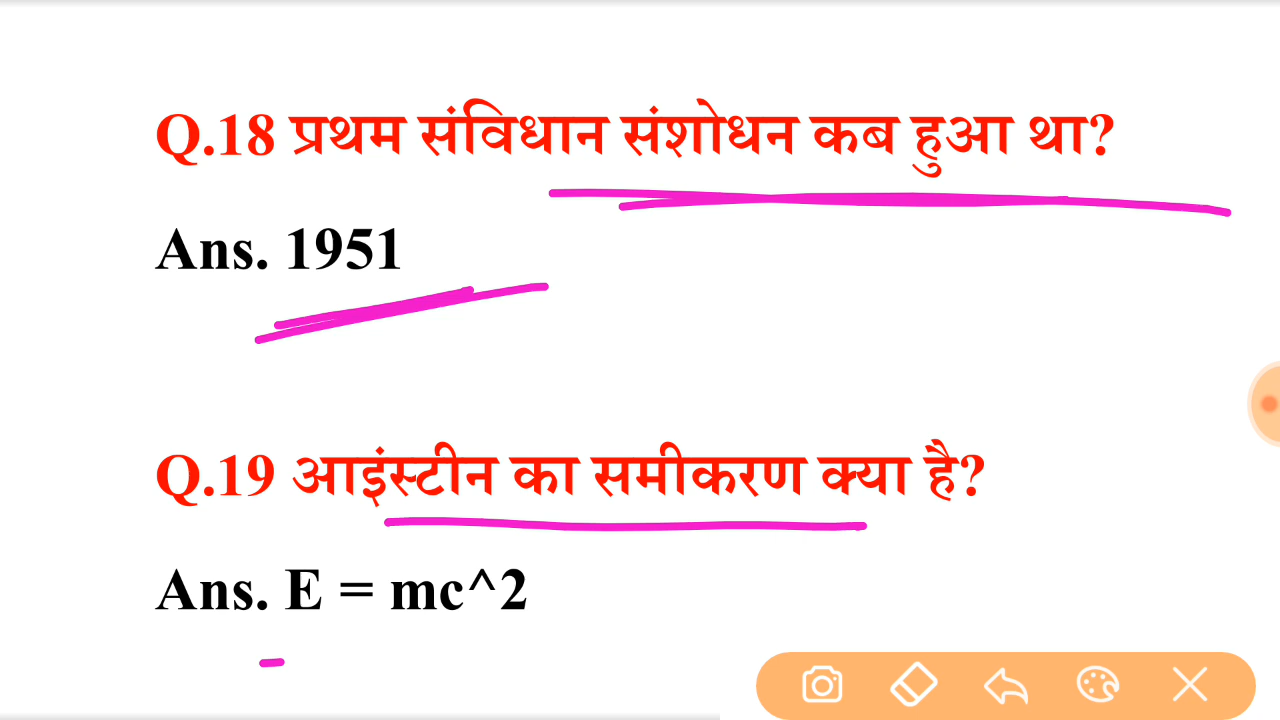 Q.18 प्रथम संविधान संशोधन कब हुआ था?
Ans. 1951
Q.19 आइंस्टीन का समीकरण क्या है?
Ans. E = mc^2